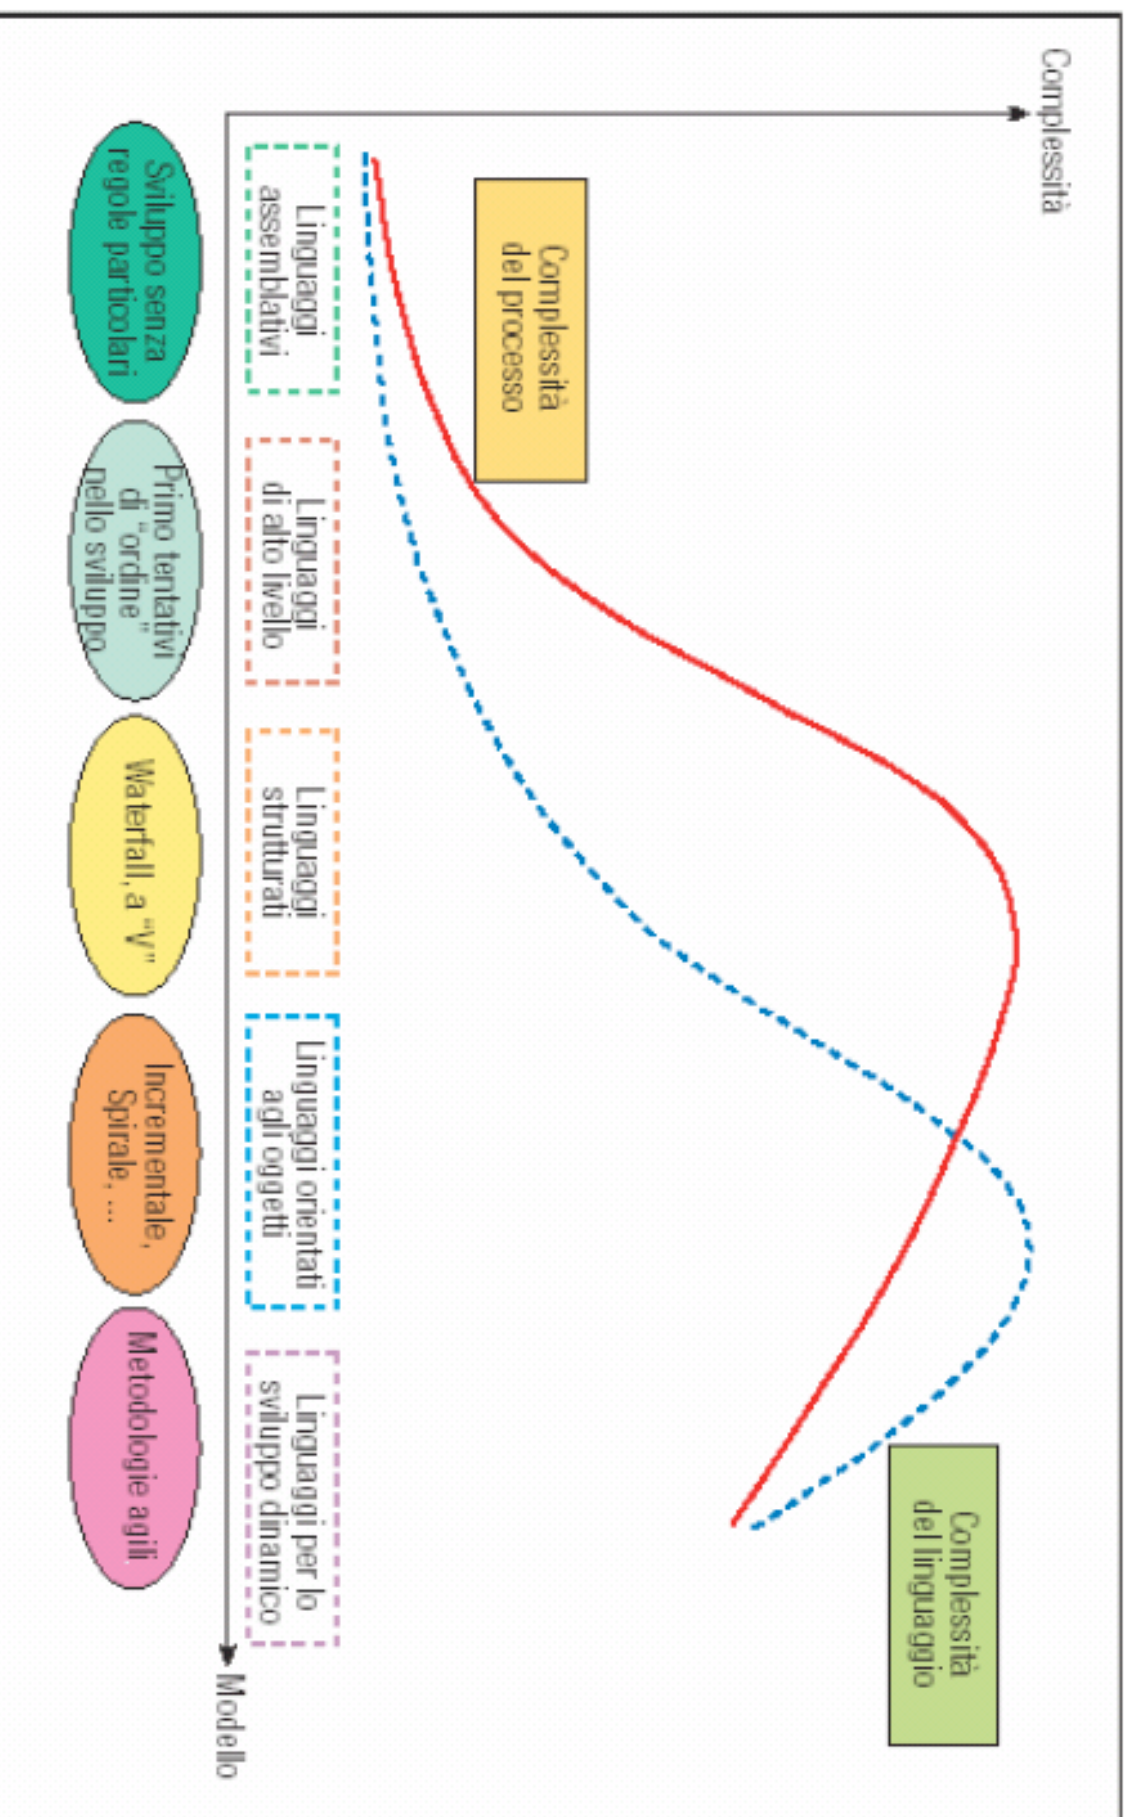 Complessità
Complessità
del processo
Complessità
del linguaggio
Linguaggi
assemblativi
Linguaggi
di alto livello
Linguaggi
strutturati
Linguaggi orientati
agli oggetti
Linguaggi per lo
sviluppo dinamico
Modello
Sviluppo senza
regole particolari
Primo tentativi
di "ordine"
nello sviluppo
Waterfall, a "V"
Incrementale,
Spirale, ...
Metodologie agili